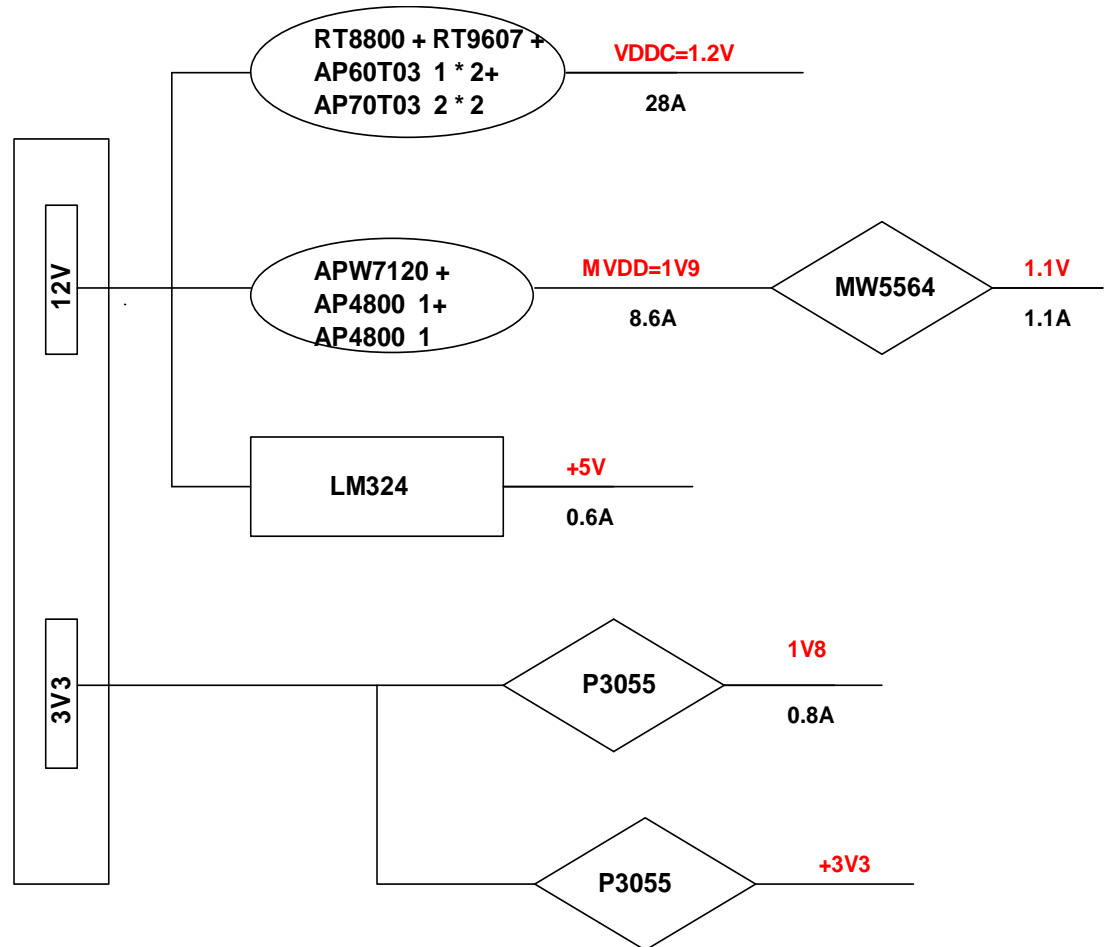 RT8800 + RT9607 +
AP60T03 1 * 2+
AP70T03 2 * 2
VDDC=1.2V
28A
12V
APW7120 +
AP4800 1+
AP4800 1
MVDD=1V9
8.6A
MW5564
1.1V
1.1A
LM324
+5V
0.6A
3V3
P3055
1V8
0.8A
P3055
+3V3